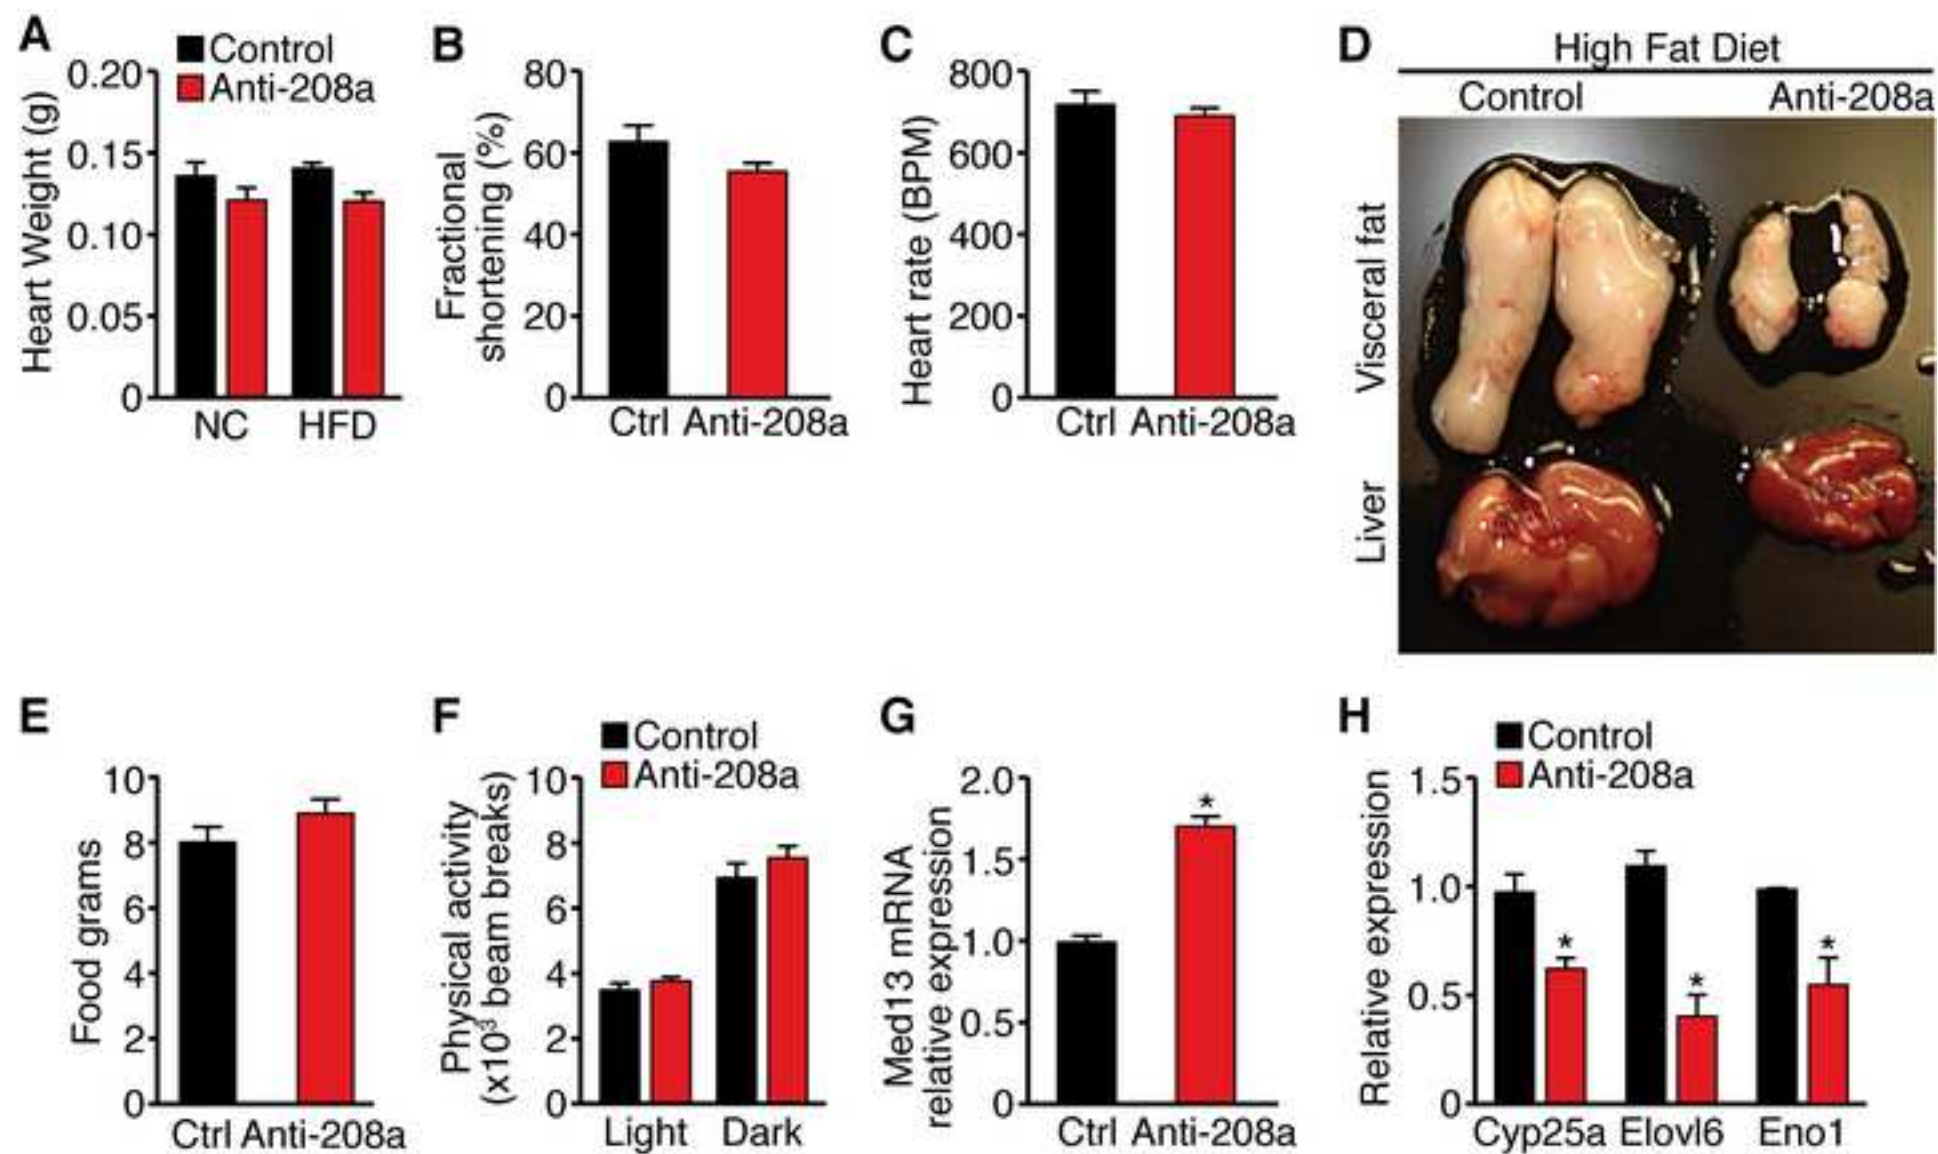 A
Control
Anti-208a
Heart Weight (g)
0.20
0.15
0.10
0.05
0
NC HFD
B
Fractional
shortening (%)
80
60
40
20
0
Ctrl Anti-208a
C
Heart rate (BPM)
800
600
400
200
0
Ctrl Anti-208a
D
High Fat Diet
Control Anti-208a
Visceral fat
Liver
E
Food grams
10
8
6
4
2
0
Ctrl Anti-208a
F
Control
Anti-208a
Physical activity
(x10³ beam breaks)
10
8
6
4
2
0
Light Dark
G
Med13 mRNA
relative expression
2.0
1.5
1.0
0.5
0
*
Ctrl Anti-208a
H
Control
Anti-208a
Relative expression
1.5
1.0
0.5
0
* * *
Cyp25a Elovl6 Eno1